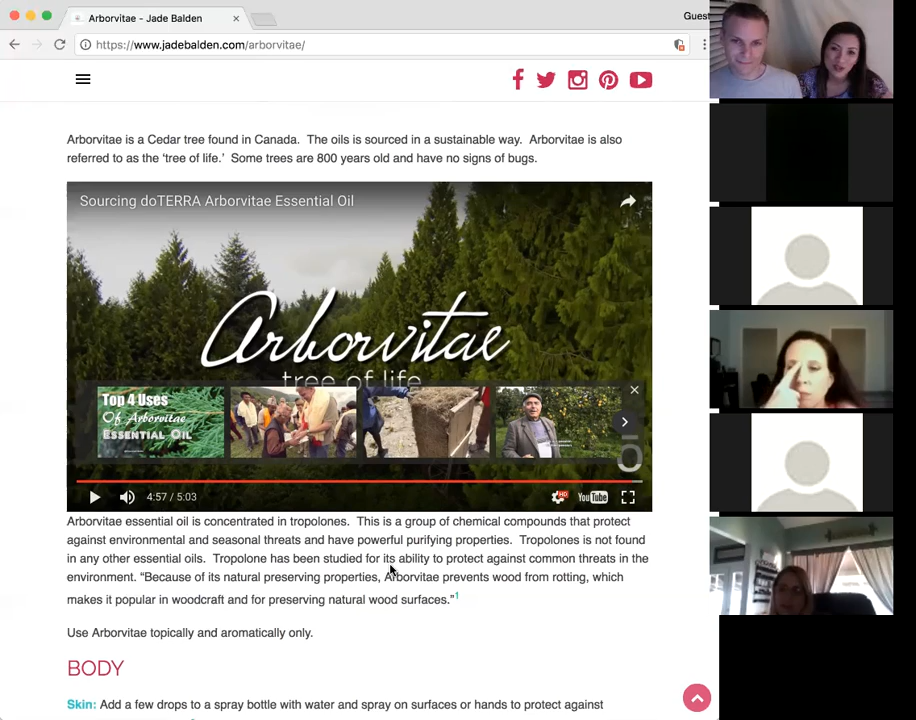 Arborvitae - Jade Balden
Guest
https://www.jadebalden.com/arborvitae/
Arborvitae is a Cedar tree found in Canada.  The oils is sourced in a sustainable way.  Arborvitae is also
referred to as the ‘tree of life.’  Some trees are 800 years old and have no signs of bugs.
Sourcing doTERRA Arborvitae Essential Oil
Arborvitae
tree of life
Top 4 Uses
Of Arborvitae
ESSENTIAL OIL
4:57 / 5:03
HD
YouTube
Arborvitae essential oil is concentrated in tropolones.  This is a group of chemical compounds that protect
against environmental and seasonal threats and have powerful purifying properties.  Tropolones is not found
in any other essential oils.  Tropolone has been studied for its ability to protect against common threats in the
environment. “Because of its natural preserving properties, Arborvitae prevents wood from rotting, which
makes it popular in woodcraft and for preserving natural wood surfaces.”1
Use Arborvitae topically and aromatically only.
BODY
Skin: Add a few drops to a spray bottle with water and spray on surfaces or hands to protect against